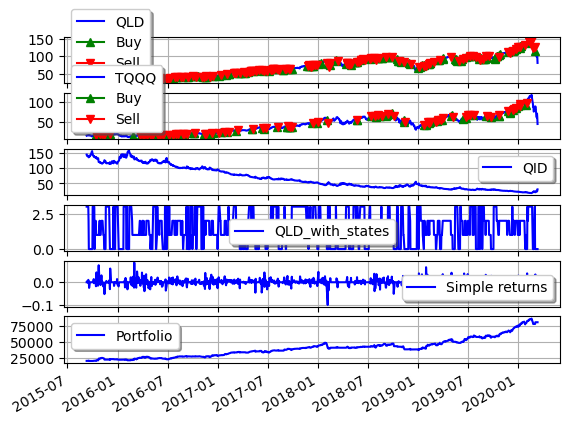 QLD
Buy
Sell
150
100
50
TQQQ
Buy
Sell
100
50
150
100
50
QID
2.5
0.0
QLD_with_states
0.0
−0.1
Simple returns
75000
50000
25000
Portfolio
2015-07
2016-01
2016-07
2017-01
2017-07
2018-01
2018-07
2019-01
2019-07
2020-01